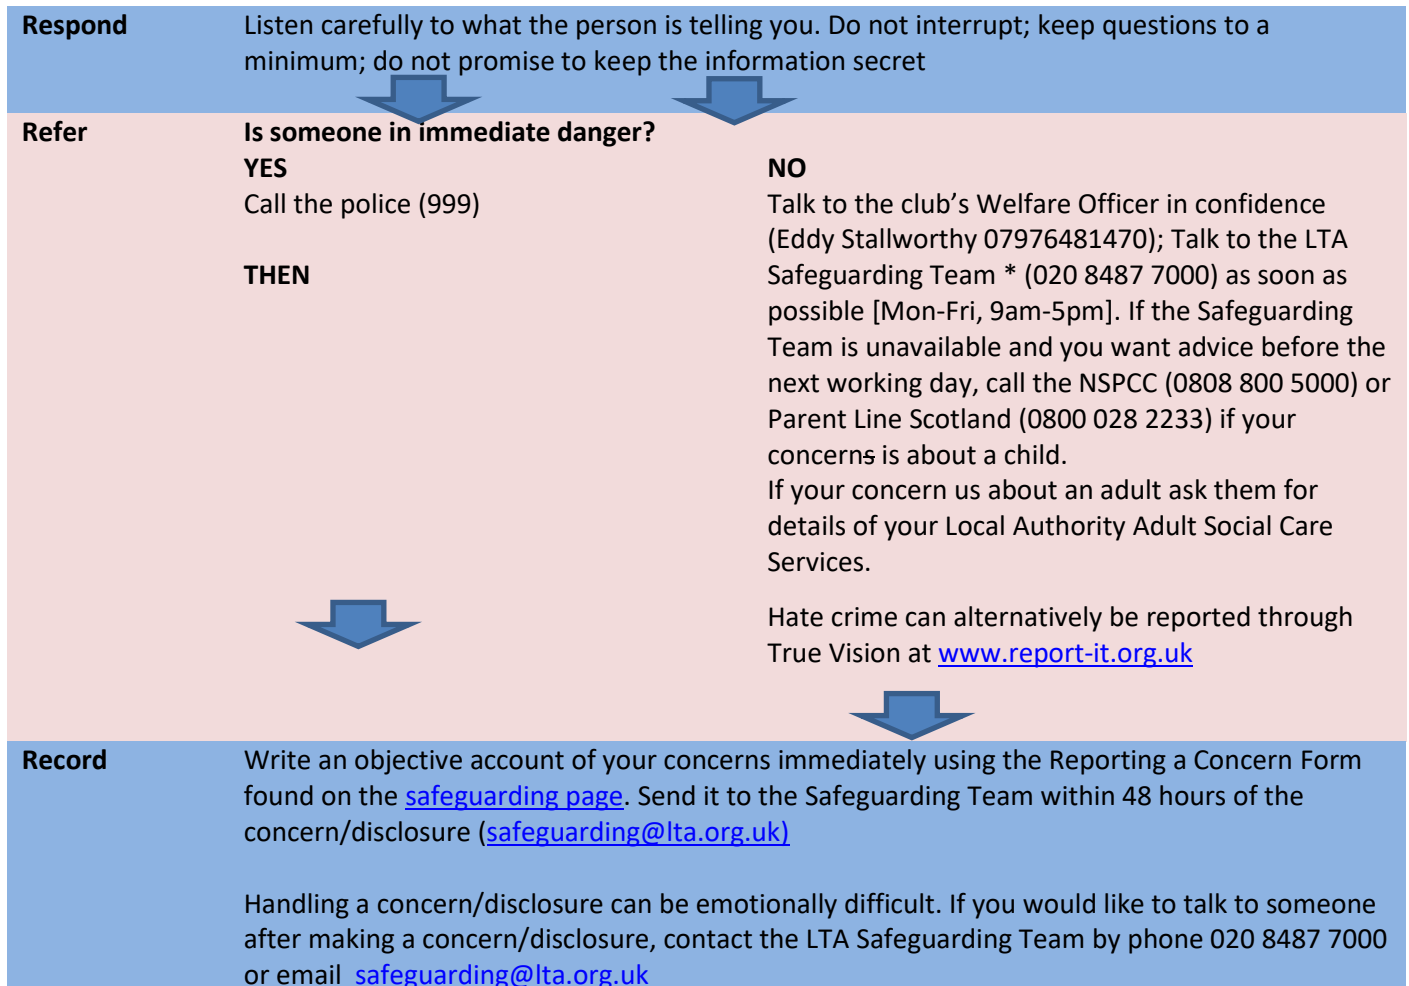 Respond
Listen carefully to what the person is telling you. Do not interrupt; keep questions to a
minimum; do not promise to keep the information secret
Refer
Is someone in immediate danger?
YES
Call the police (999)
THEN
NO
Talk to the club’s Welfare Officer in confidence
(Eddy Stallworthy 07976481470); Talk to the LTA
Safeguarding Team * (020 8487 7000) as soon as
possible [Mon-Fri, 9am-5pm]. If the Safeguarding
Team is unavailable and you want advice before the
next working day, call the NSPCC (0808 800 5000) or
Parent Line Scotland (0800 028 2233) if your
concerns is about a child.
If your concern us about an adult ask them for
details of your Local Authority Adult Social Care
Services.
Hate crime can alternatively be reported through
True Vision at www.report-it.org.uk
Record
Write an objective account of your concerns immediately using the Reporting a Concern Form
found on the safeguarding page. Send it to the Safeguarding Team within 48 hours of the
concern/disclosure (safeguarding@lta.org.uk)
Handling a concern/disclosure can be emotionally difficult. If you would like to talk to someone
after making a concern/disclosure, contact the LTA Safeguarding Team by phone 020 8487 7000
or email safeguarding@lta.org.uk